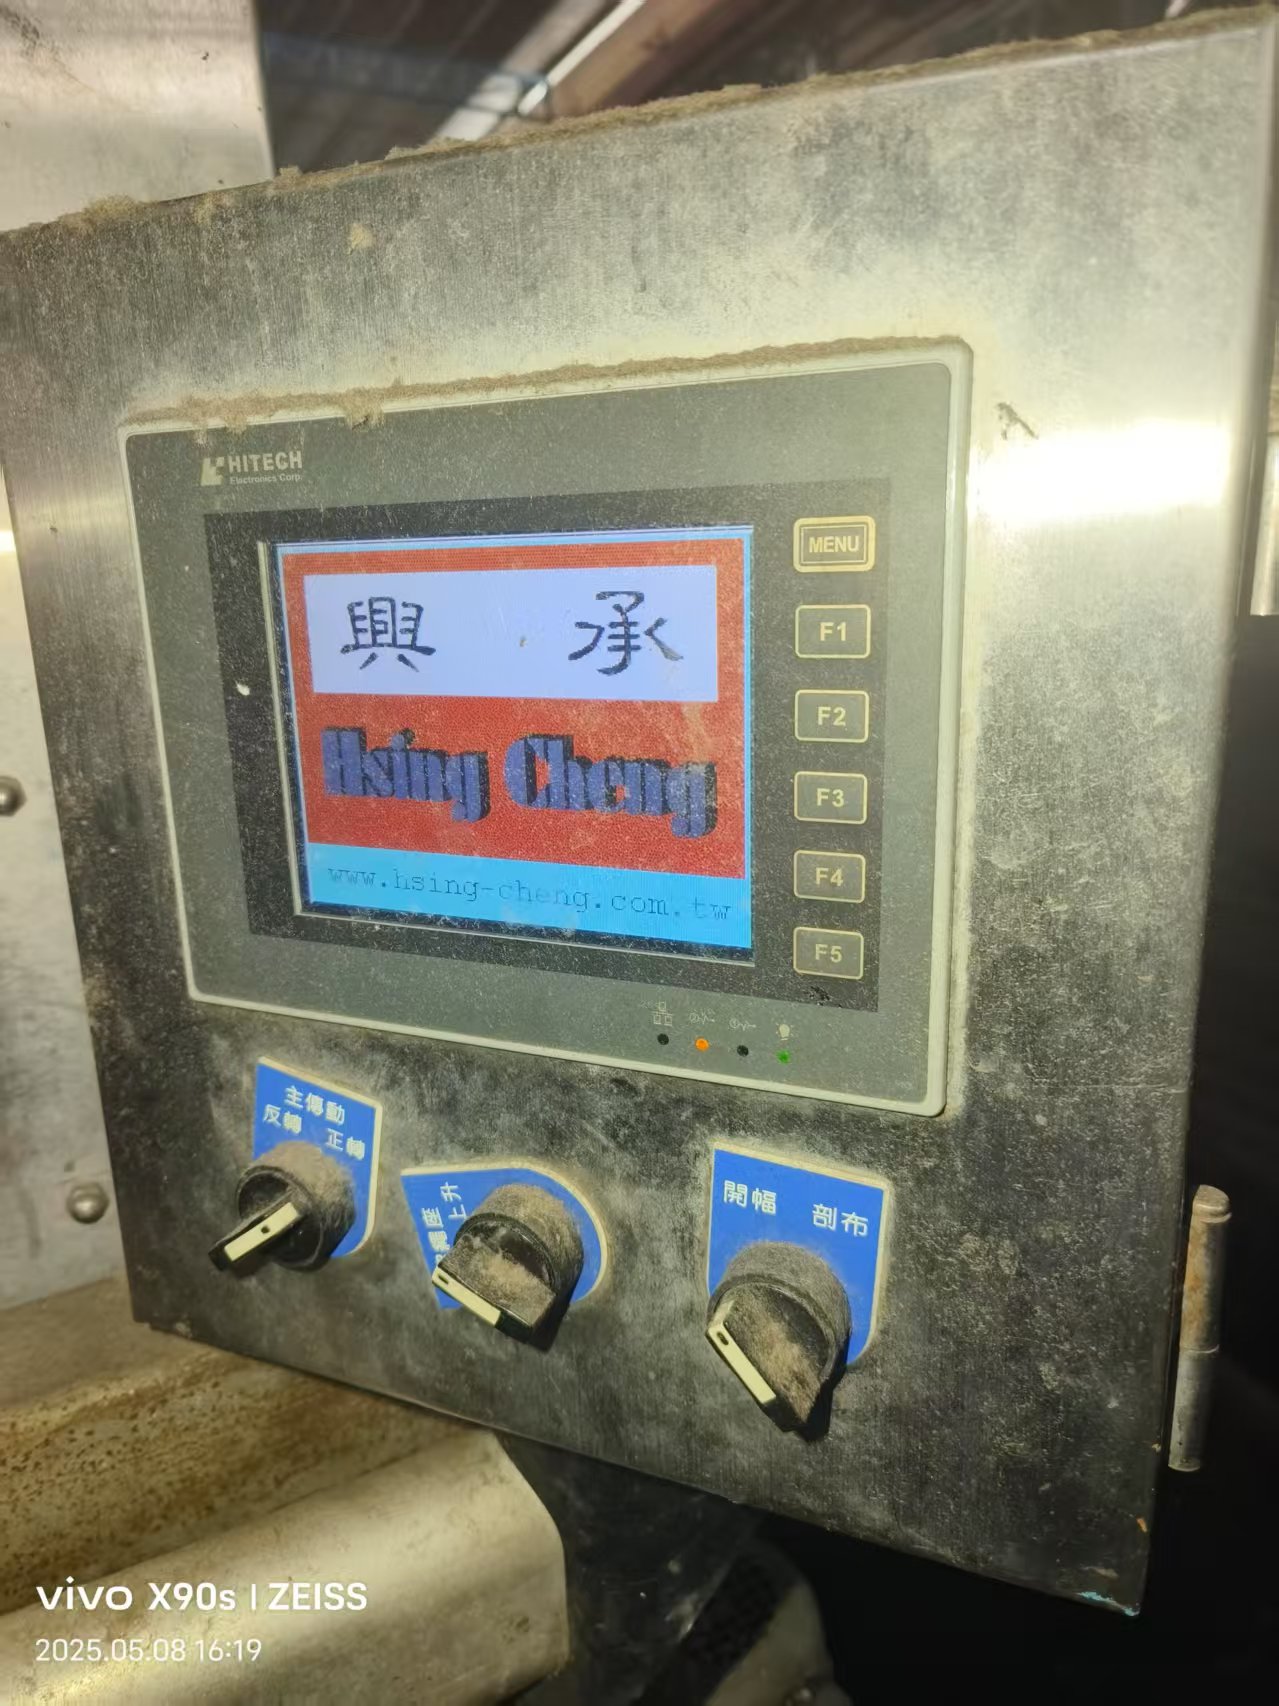 HITECH
Electronics Corp.
MENU
興 承
F1
F2
Hsing Cheng
F3
F4
www.hsing-cheng.com.tw
F5
主傳動
反轉 正轉
上升
開幅 剖布
vivo X90s | ZEISS
2025.05.08 16:19